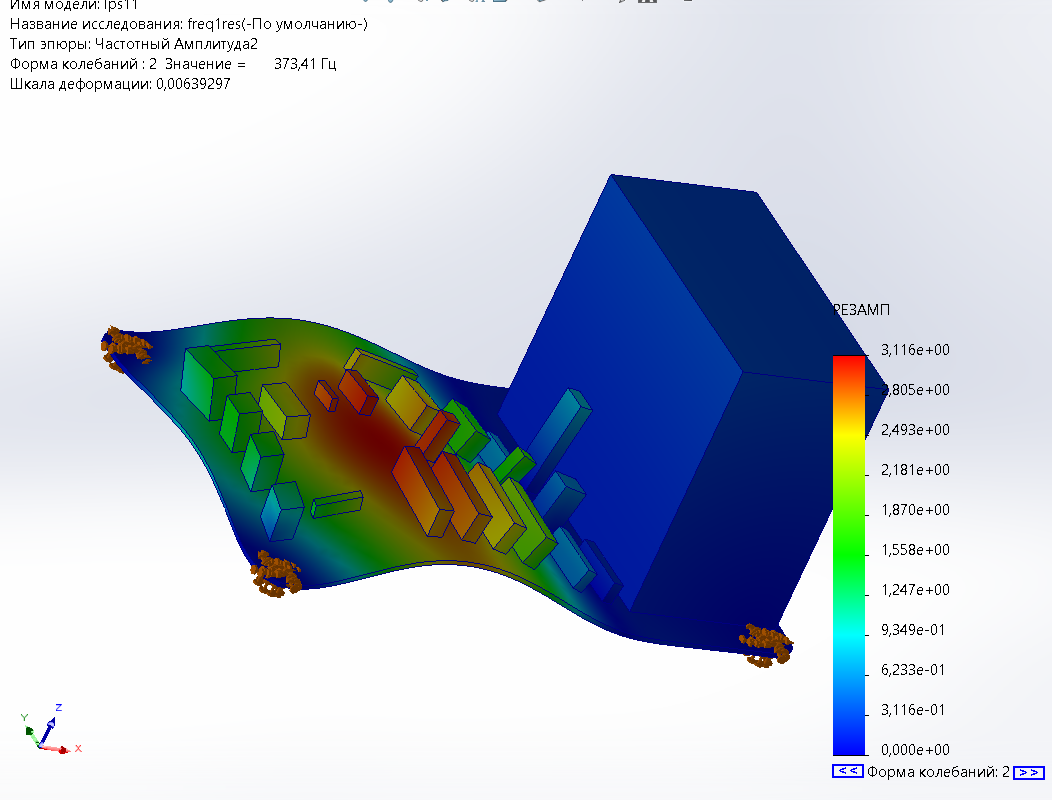 Имя модели: lps11
Название исследования: freq1res(-По умолчанию-)
Тип эпюры: Частотный Амплитуда2
Форма колебаний : 2 Значение = 373,41 Гц
Шкала деформации: 0,00639297
РЕЗАМП
3,116e+00
2,805e+00
2,493e+00
2,181e+00
1,870e+00
1,558e+00
1,247e+00
9,349e-01
6,233e-01
3,116e-01
0,000e+00
Y
Z
X
<< Форма колебаний: 2 >>